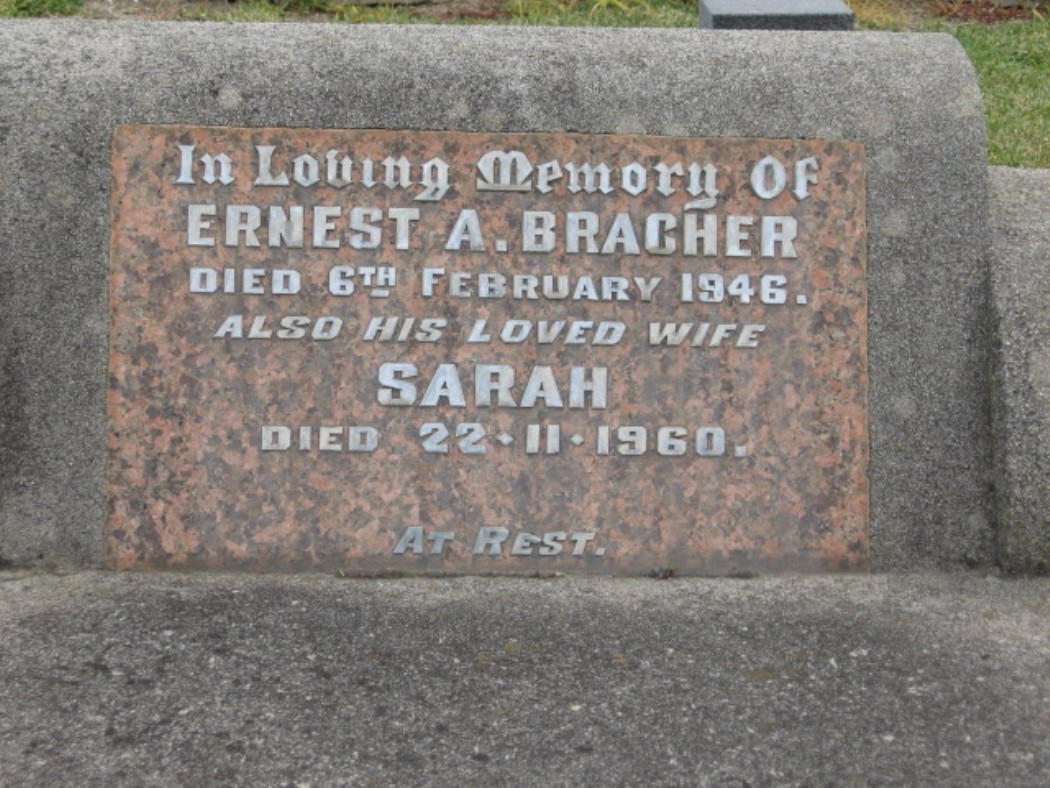 In Loving Memory Of
ERNEST A. BRACHER
DIED 6TH FEBRUARY 1946.
ALSO HIS LOVED WIFE
SARAH
DIED 22·11·1960.
AT REST.